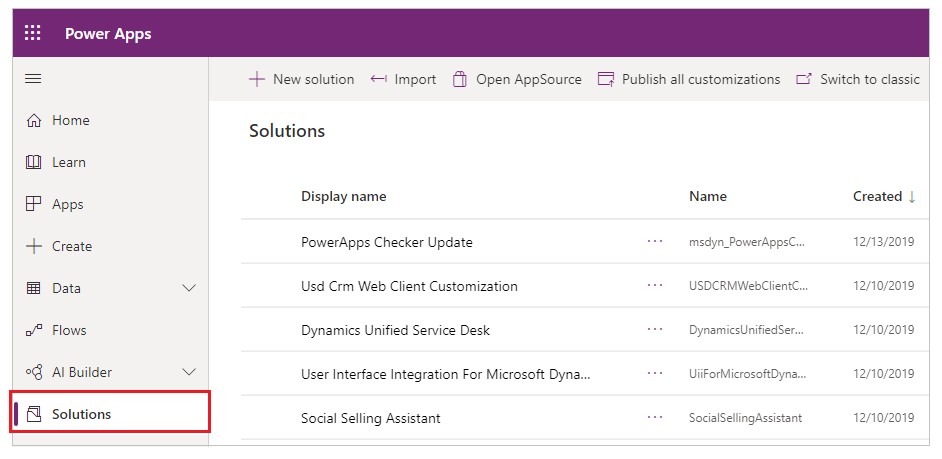 Power Apps
New solution Import Open AppSource Publish all customizations Switch to classic
Home
Learn
Apps
Create
Data
Flows
AI Builder
Solutions
Solutions
Display name Name Created ↓
PowerApps Checker Update ... msdyn_PowerAppsC... 12/13/2019
Usd Crm Web Client Customization ... USDCRMWebClientC... 12/10/2019
Dynamics Unified Service Desk ... DynamicsUnifiedSer... 12/10/2019
User Interface Integration For Microsoft Dyna... ... UiiForMicrosoftDyna... 12/10/2019
Social Selling Assistant ... SocialSellingAssistant 12/10/2019